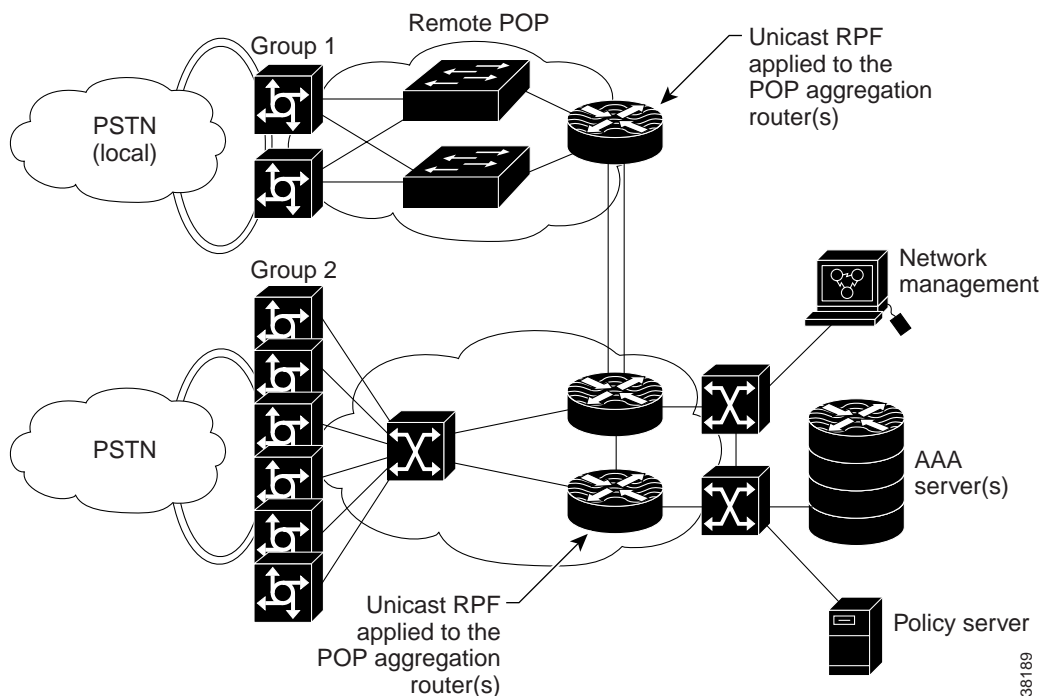 Remote POP
Group 1
Unicast RPF
applied to the
POP aggregation
router(s)
PSTN
(local)
Group 2
Network
management
PSTN
AAA
server(s)
Unicast RPF
applied to the
POP aggregation
router(s)
Policy server
38189